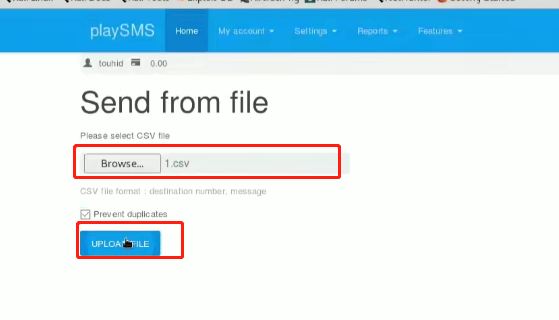 playSMS Home My account Settings Reports Features
touhid 0.00
Send from file
Please select CSV file
Browse... 1.csv
CSV file format : destination number, message
Prevent duplicates
UPLOAD FILE